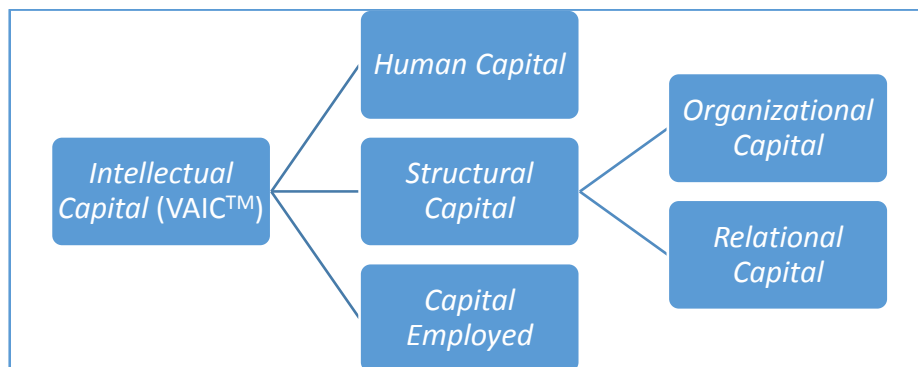 Human Capital
Organizational
Capital
Intellectual
Capital (VAIC™)
Structural
Capital
Relational
Capital
Capital
Employed